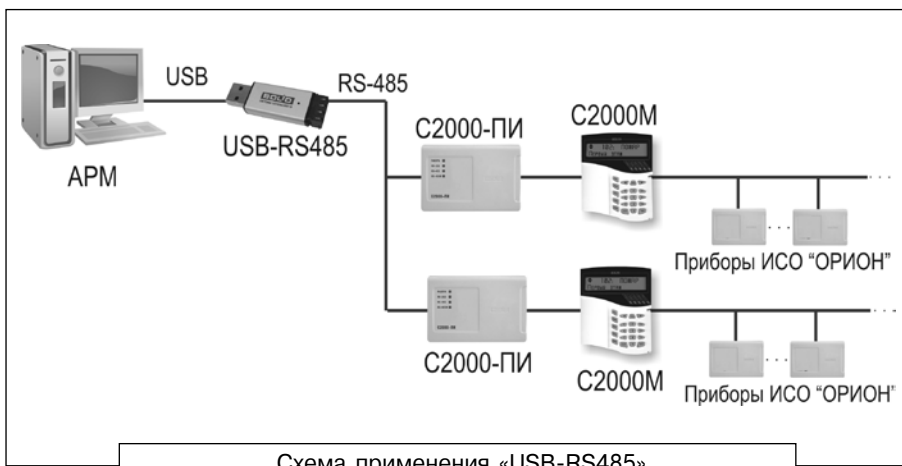 USB
RS-485
BOLID
USB-RS485
АРМ
С2000-ПИ
С2000М
Приборы ИСО “ОРИОН”
С2000-ПИ
С2000М
Приборы ИСО “ОРИОН”
Схема применения «USB-RS485»